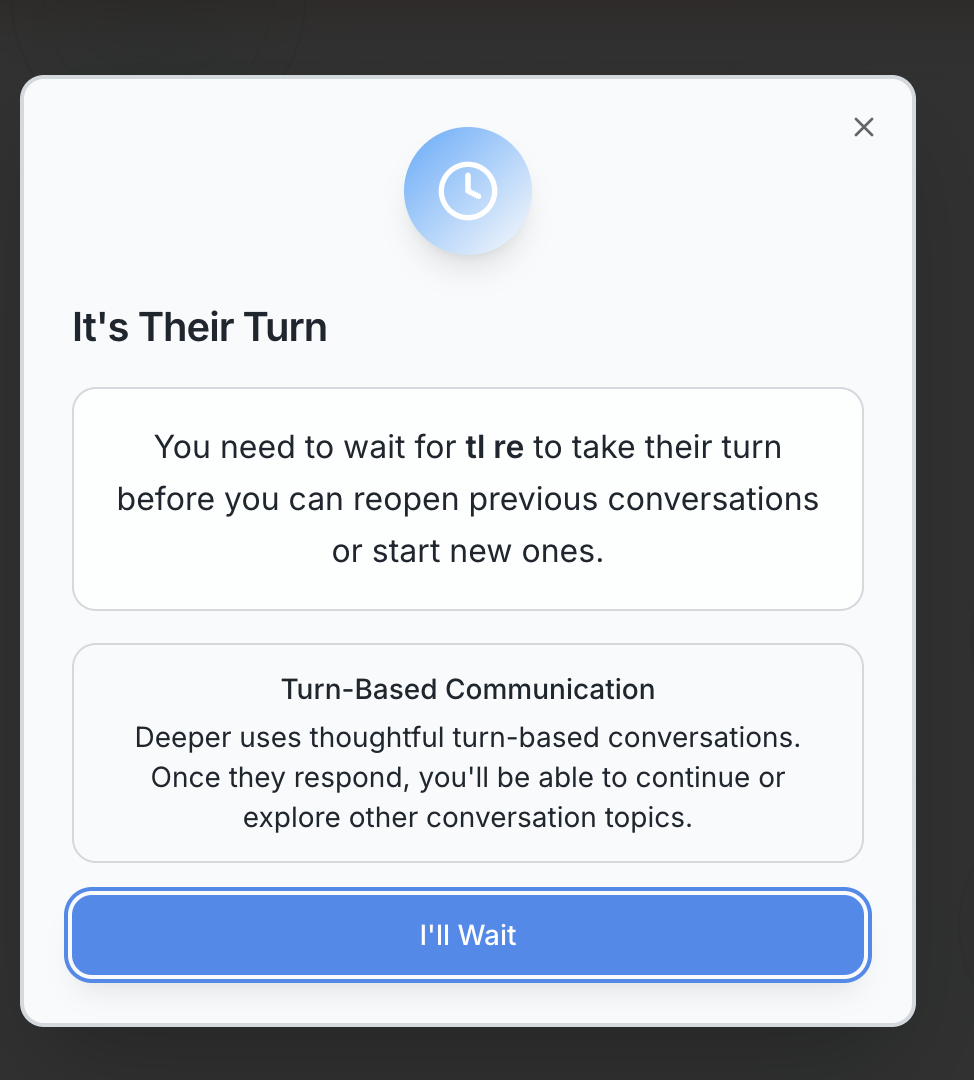 It's Their Turn
You need to wait for tl re to take their turn
before you can reopen previous conversations
or start new ones.
Turn-Based Communication
Deeper uses thoughtful turn-based conversations.
Once they respond, you'll be able to continue or
explore other conversation topics.
I'll Wait